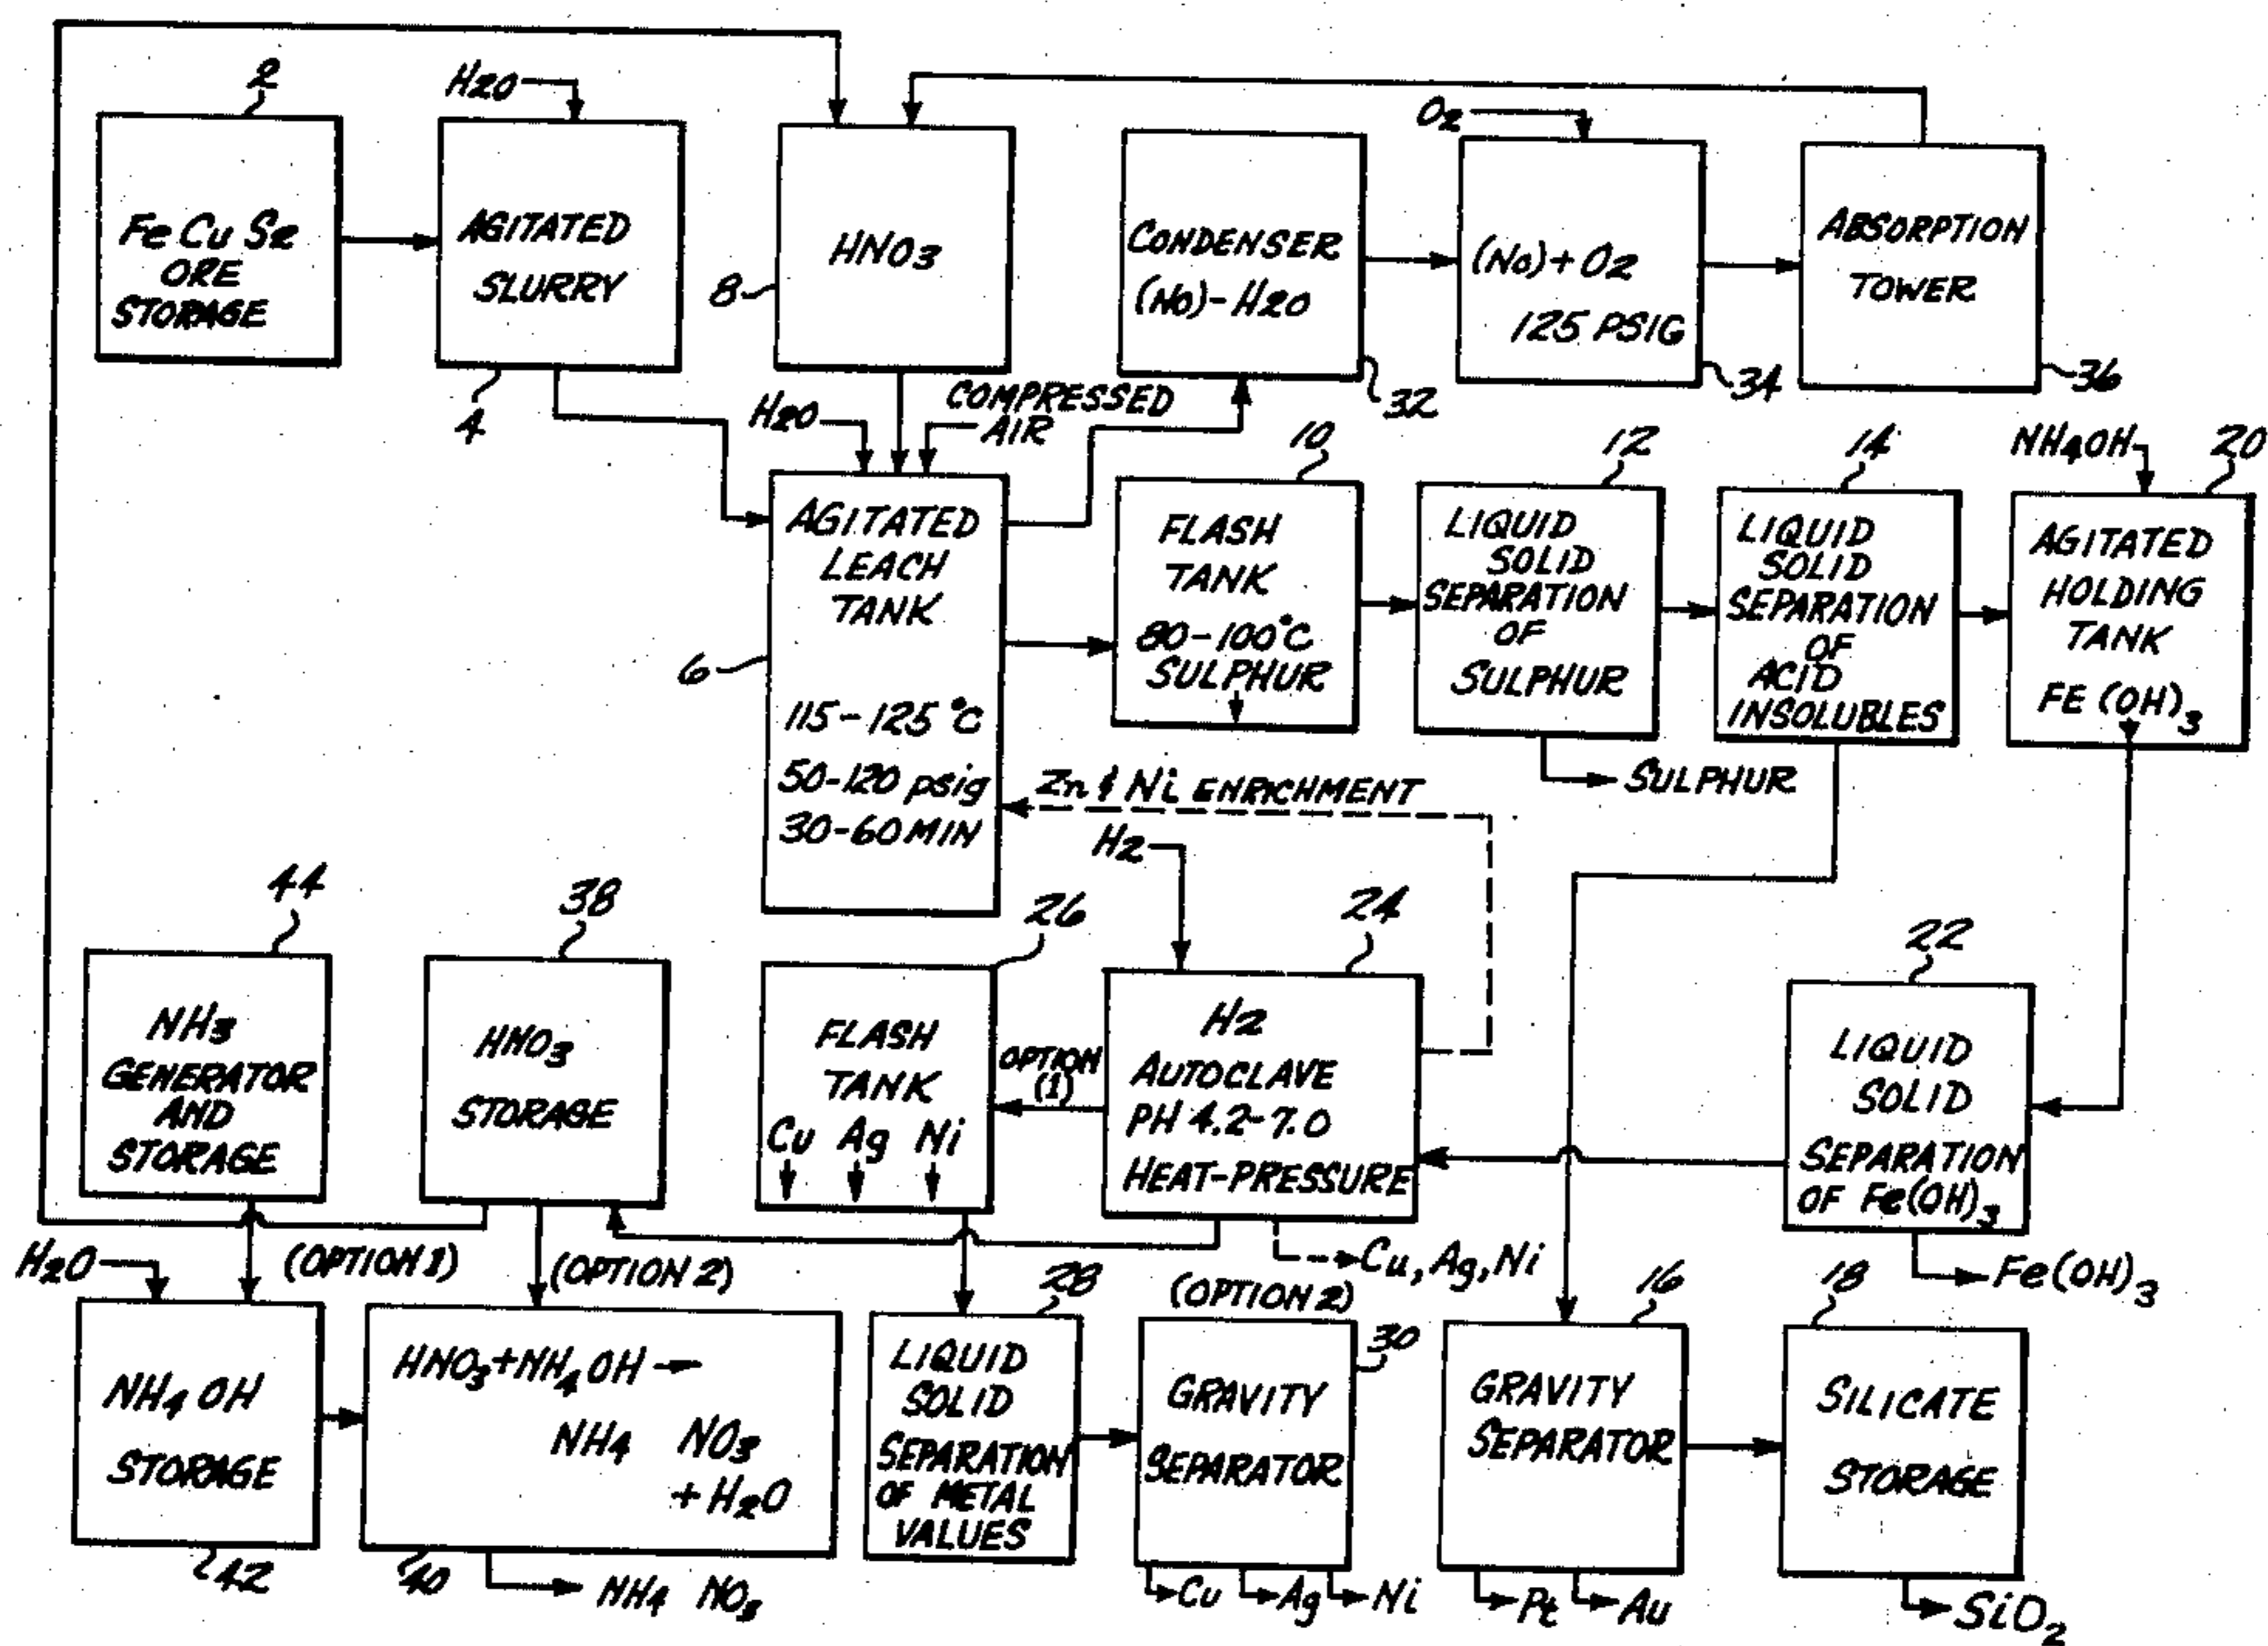 2
H2O
FeCuS2
ORE
STORAGE
AGITATED
SLURRY
4
HNO3
8
CONDENSER
(NO)-H2O
32
O2
(NO)+O2
125 PSIG
34
ABSORPTION
TOWER
36
H2O
COMPRESSED
AIR
AGITATED
LEACH
TANK
6
115-125°C
50-120 psig
30-60 MIN
10
FLASH
TANK
80-100°C
SULPHUR
12
LIQUID
SOLID
SEPARATION
OF
SULPHUR
SULPHUR
14
LIQUID
SOLID
SEPARATION
OF
ACID
INSOLUBLES
NH4OH
20
AGITATED
HOLDING
TANK
FE (OH)3
Zn & Ni ENRICHMENT
H2
44
NH3
GENERATOR
AND
STORAGE
38
HNO3
STORAGE
26
FLASH
TANK
Cu Ag Ni
OPTION
(1)
24
H2
AUTOCLAVE
PH 4.2-7.0
HEAT-PRESSURE
22
LIQUID
SOLID
SEPARATION
OF Fe(OH)3
Fe(OH)3
H2O
(OPTION 1)
(OPTION 2)
Cu, Ag, Ni
(OPTION 2)
NH4 OH
STORAGE
42
HNO3+NH4OH →
NH4 NO3
+H2O
40
NH4 NO3
28
LIQUID
SOLID
SEPARATION
OF METAL
VALUES
30
GRAVITY
SEPARATOR
Cu Ag Ni
16
GRAVITY
SEPARATOR
Pt Au
18
SILICATE
STORAGE
SiO2